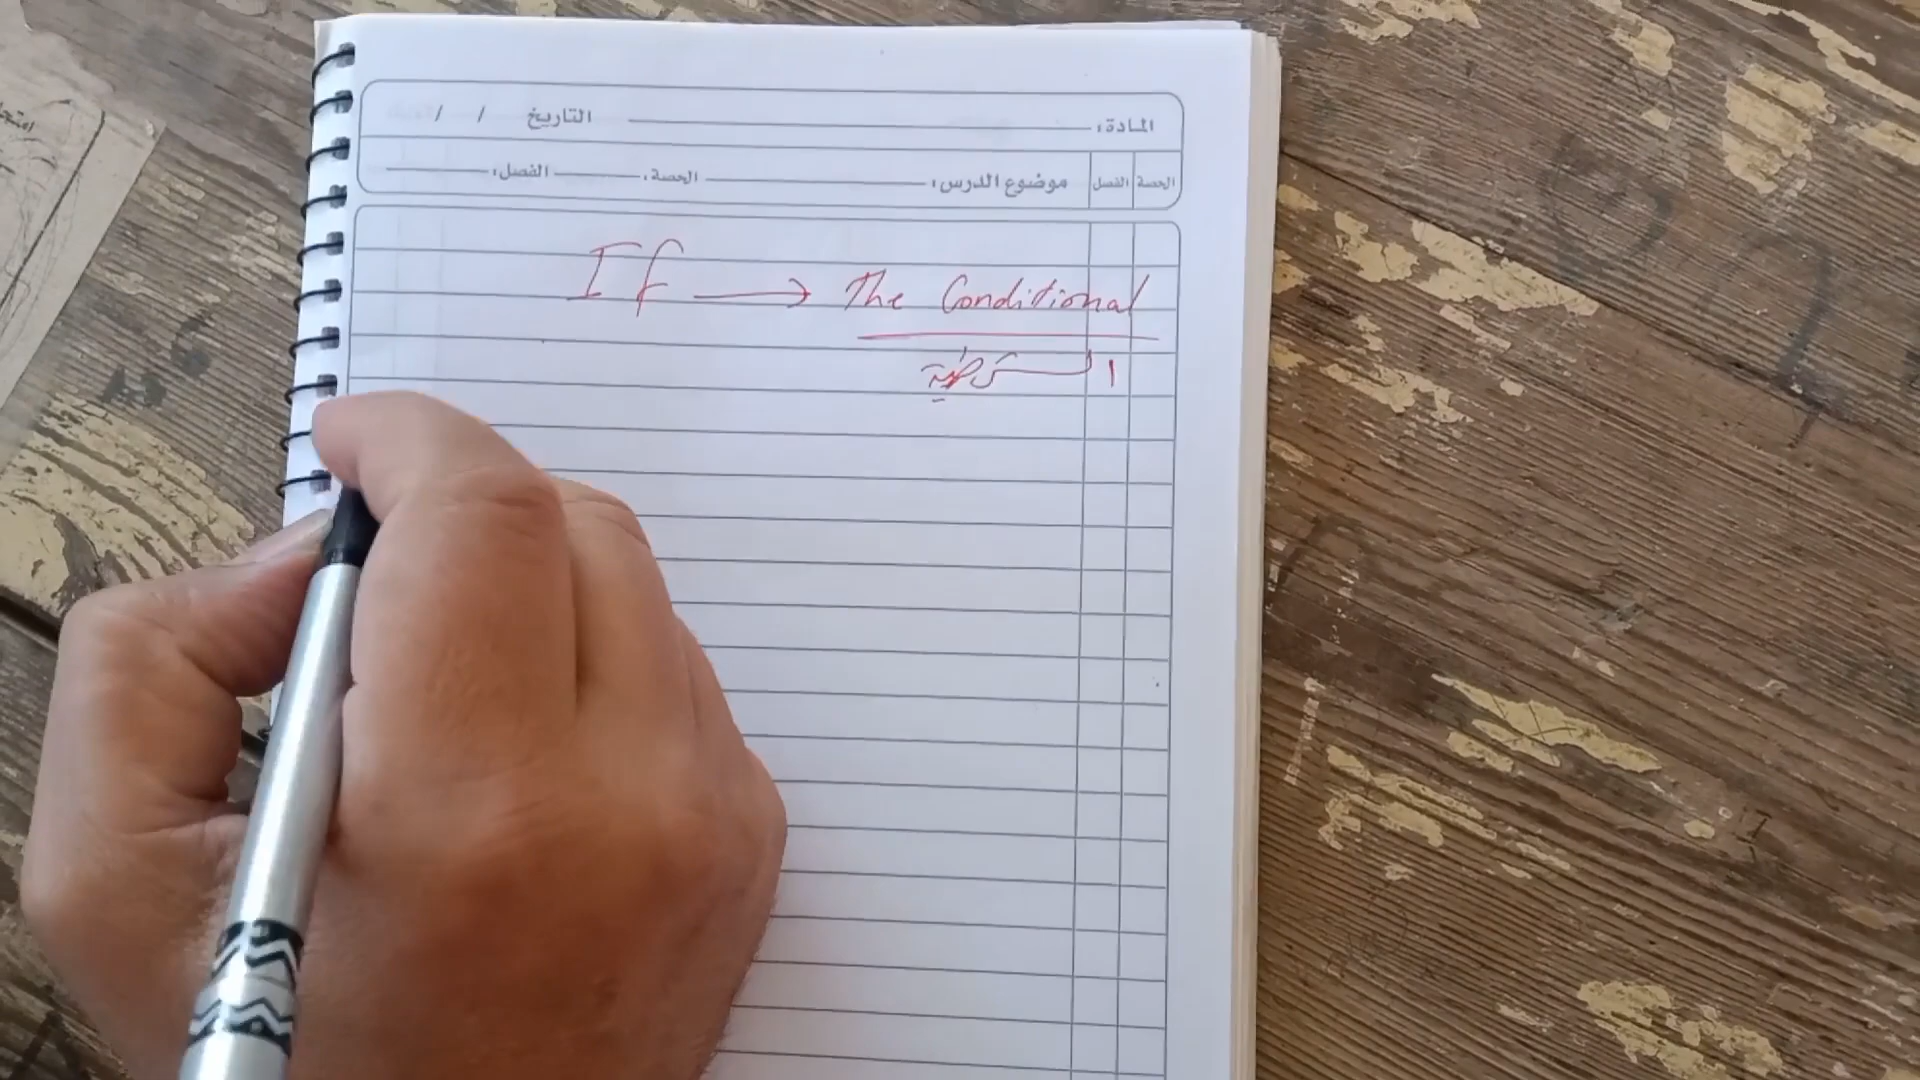 المادة: التاريخ / /
الحصة الفصل موضوع الدرس: الحصة: الفصل:
If → The Conditional
الشرطية